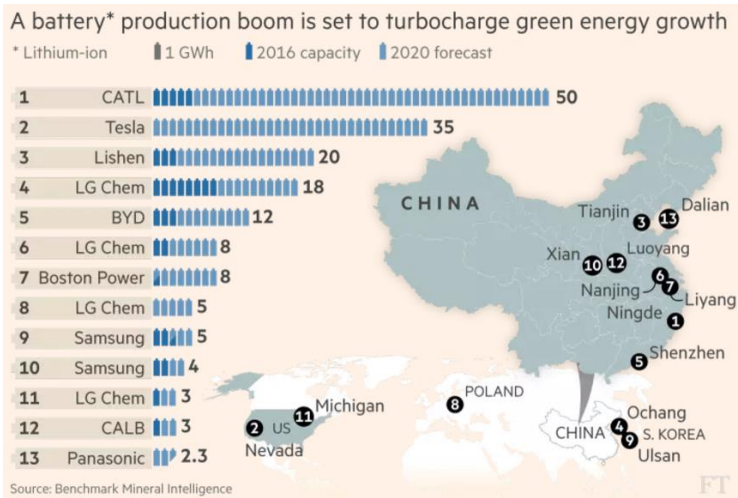 A battery* production boom is set to turbocharge green energy growth
* Lithium-ion 1 GWh 2016 capacity 2020 forecast
1 CATL 50
2 Tesla 35
3 Lishen 20
4 LG Chem 18
5 BYD 12
6 LG Chem 8
7 Boston Power 8
8 LG Chem 5
9 Samsung 5
10 Samsung 4
11 LG Chem 3
12 CALB 3
13 Panasonic 2.3
CHINA
Tianjin 3 13 Dalian
Xian 10 12 Luoyang
Nanjing 6 7 Liyang
Ningde 1
5 Shenzhen
2 US 11 Michigan
Nevada
8 POLAND
CHINA
4 Ochang
9 S. KOREA
Ulsan
Source: Benchmark Mineral Intelligence
FT